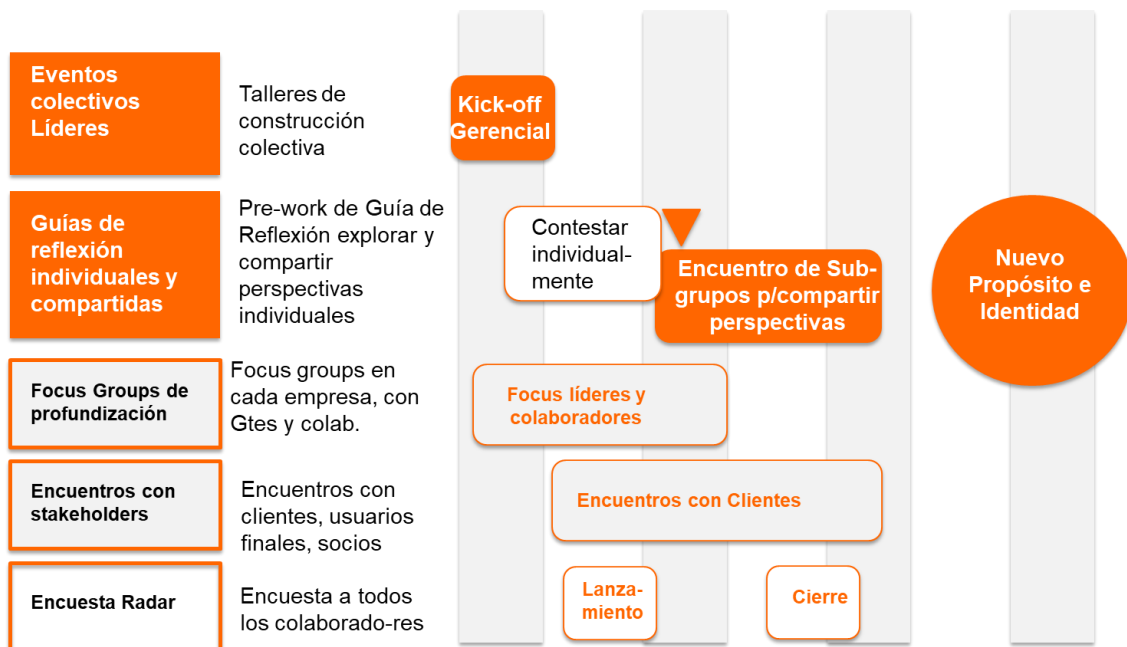 Eventos
colectivos
Líderes
Talleres de
construcción
colectiva
Kick-off
Gerencial
Guías de
reflexión
individuales y
compartidas
Pre-work de Guía de
Reflexión explorar y
compartir
perspectivas
individuales
Contestar
individual-
mente
Encuentro de Sub-
grupos p/compartir
perspectivas
Nuevo
Propósito e
Identidad
Focus Groups de
profundización
Focus groups en
cada empresa, con
Gtes y colab.
Focus líderes y
colaboradores
Encuentros con
stakeholders
Encuentros con
clientes, usuarios
finales, socios
Encuentros con Clientes
Encuesta Radar
Encuesta a todos
los colaborado-res
Lanza-
miento
Cierre